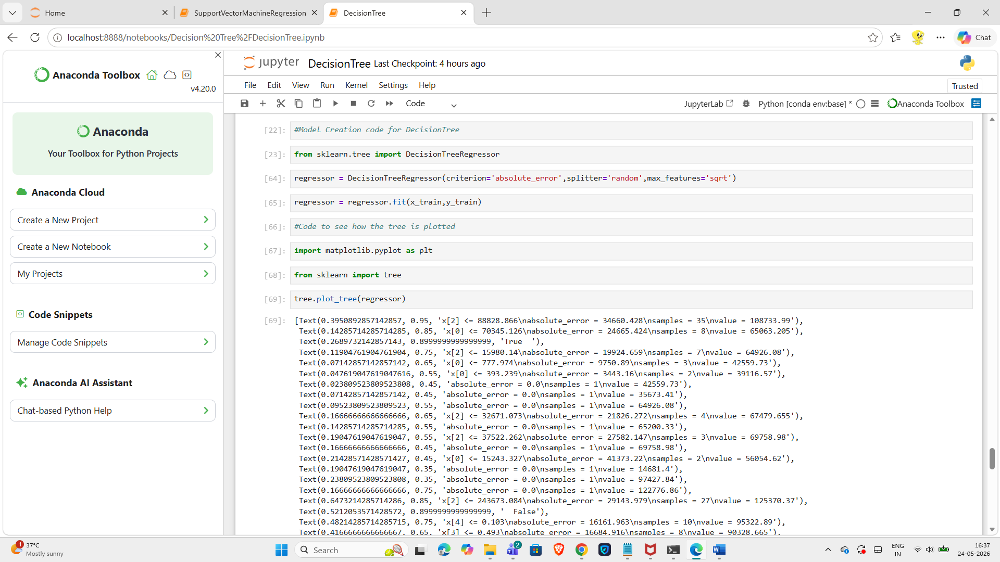 Home
SupportVectorMachineRegression
DecisionTree
localhost:8888/notebooks/Decision%20Tree%2FDecisionTree.ipynb
Chat
Anaconda Toolbox
v4.20.0
Anaconda
Your Toolbox for Python Projects
Anaconda Cloud
Create a New Project
Create a New Notebook
My Projects
Code Snippets
Manage Code Snippets
Anaconda AI Assistant
Chat-based Python Help
jupyter DecisionTree Last Checkpoint: 4 hours ago
File Edit View Run Kernel Settings Help
Trusted
Code
JupyterLab
Python [conda env:base] *
Anaconda Toolbox
[22]: #Model Creation code for DecisionTree
[23]: from sklearn.tree import DecisionTreeRegressor
[64]: regressor = DecisionTreeRegressor(criterion='absolute_error',splitter='random',max_features='sqrt')
[65]: regressor = regressor.fit(x_train,y_train)
[66]: #Code to see how the tree is plotted
[67]: import matplotlib.pyplot as plt
[68]: from sklearn import tree
[69]: tree.plot_tree(regressor)
[69]: [Text(0.3950892857142857, 0.95, 'x[2] <= 88828.866\nabsolute_error = 34660.428\nsamples = 35\nvalue = 108733.99'),
Text(0.14285714285714285, 0.85, 'x[0] <= 70345.126\nabsolute_error = 24665.424\nsamples = 8\nvalue = 65063.205'),
Text(0.2689732142857143, 0.8999999999999999, 'True  '),
Text(0.11904761904761904, 0.75, 'x[2] <= 15980.14\nabsolute_error = 19924.659\nsamples = 7\nvalue = 64926.08'),
Text(0.07142857142857142, 0.65, 'x[0] <= 777.974\nabsolute_error = 9750.89\nsamples = 3\nvalue = 42559.73'),
Text(0.047619047619047616, 0.55, 'x[0] <= 393.239\nabsolute_error = 3443.16\nsamples = 2\nvalue = 39116.57'),
Text(0.023809523809523808, 0.45, 'absolute_error = 0.0\nsamples = 1\nvalue = 42559.73'),
Text(0.07142857142857142, 0.45, 'absolute_error = 0.0\nsamples = 1\nvalue = 35673.41'),
Text(0.09523809523809523, 0.55, 'absolute_error = 0.0\nsamples = 1\nvalue = 64926.08'),
Text(0.16666666666666666, 0.65, 'x[2] <= 32671.073\nabsolute_error = 21826.272\nsamples = 4\nvalue = 67479.655'),
Text(0.14285714285714285, 0.55, 'absolute_error = 0.0\nsamples = 1\nvalue = 65200.33'),
Text(0.19047619047619047, 0.55, 'x[2] <= 37522.262\nabsolute_error = 27582.147\nsamples = 3\nvalue = 69758.98'),
Text(0.16666666666666666, 0.45, 'absolute_error = 0.0\nsamples = 1\nvalue = 69758.98'),
Text(0.21428571428571427, 0.45, 'x[0] <= 15243.327\nabsolute_error = 41373.22\nsamples = 2\nvalue = 56054.62'),
Text(0.19047619047619047, 0.35, 'absolute_error = 0.0\nsamples = 1\nvalue = 14681.4'),
Text(0.23809523809523808, 0.35, 'absolute_error = 0.0\nsamples = 1\nvalue = 97427.84'),
Text(0.16666666666666666, 0.75, 'absolute_error = 0.0\nsamples = 1\nvalue = 122776.86'),
Text(0.6473214285714286, 0.85, 'x[2] <= 243673.084\nabsolute_error = 29143.979\nsamples = 27\nvalue = 125370.37'),
Text(0.5212053571428572, 0.8999999999999999, '  False'),
Text(0.48214285714285715, 0.75, 'x[4] <= 0.103\nabsolute_error = 16161.963\nsamples = 10\nvalue = 95322.89'),
Text(0.4166666666666667, 0.65, 'x[3] <= 0.493\nabsolute_error = 16684.916\nsamples = 8\nvalue = 90328.665'),
1
37°C
Mostly sunny
Search
2
ENG
IN
16:37
24-05-2026